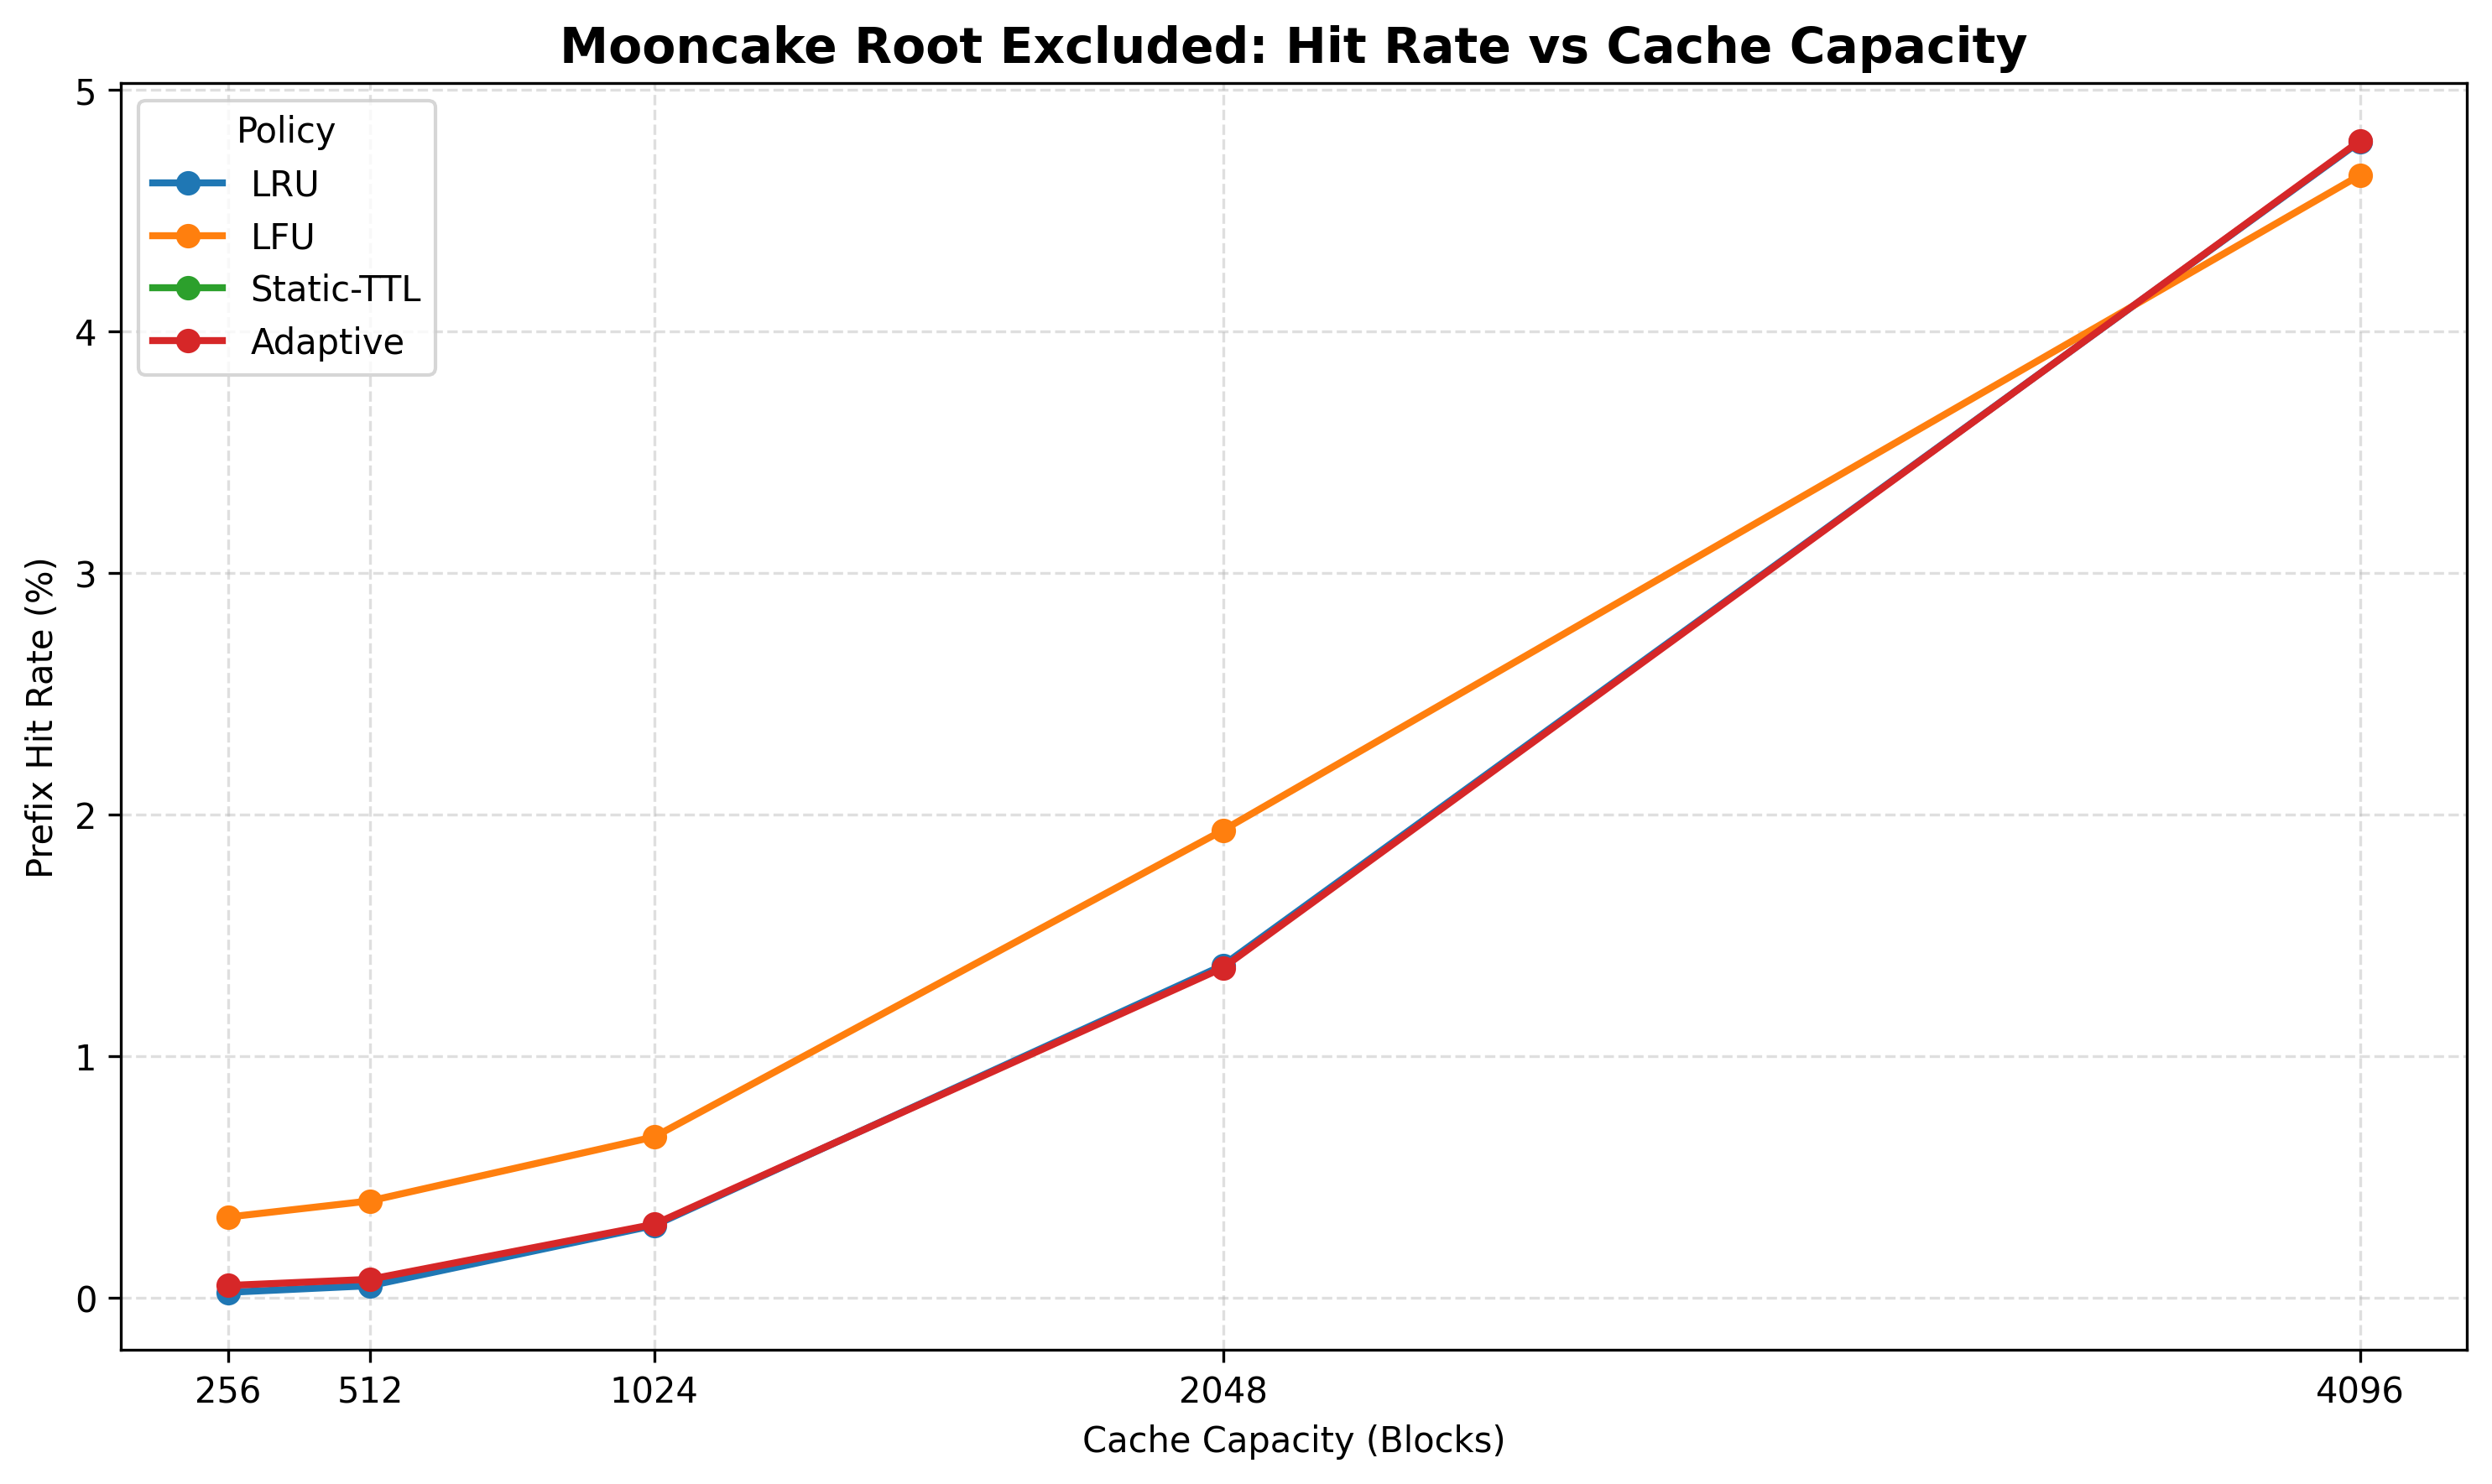 Mooncake Root Excluded: Hit Rate vs Cache Capacity
5
4
3
2
1
0
Prefix Hit Rate (%)
Policy
LRU
LFU
Static-TTL
Adaptive
256 512 1024 2048 4096
Cache Capacity (Blocks)